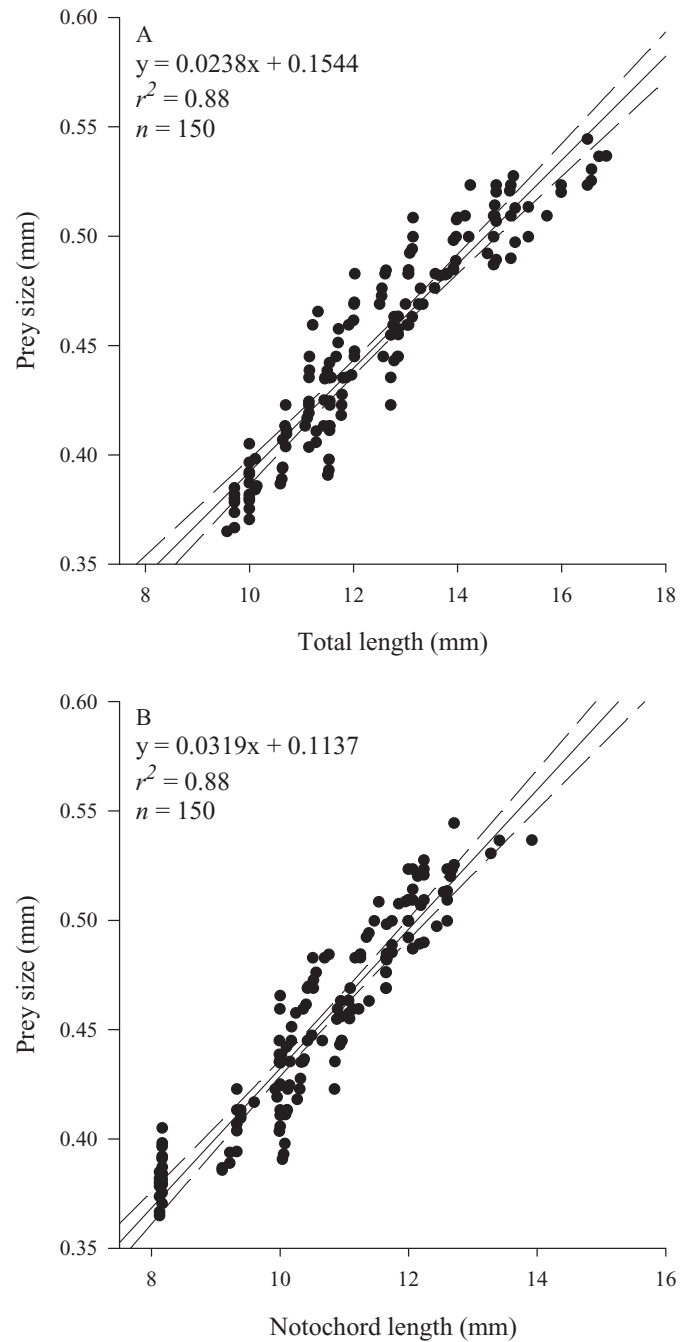 A
y = 0.0238x + 0.1544
r² = 0.88
n = 150
0.60
0.55
0.50
0.45
0.40
0.35
Prey size (mm)
8 10 12 14 16 18
Total length (mm)
B
y = 0.0319x + 0.1137
r² = 0.88
n = 150
0.60
0.55
0.50
0.45
0.40
0.35
Prey size (mm)
8 10 12 14 16
Notochord length (mm)